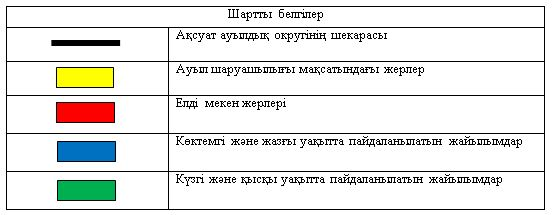 Шартты белгілер
Ақсуат ауылдық округінің шекарасы
Ауыл шаруашылығы мақсатындағы жерлер
Елді мекен жерлері
Көктемгі және жазғы уақытта пайдаланылатын жайылымдар
Күзгі және қысқы уақытта пайдаланылатын жайылымдар